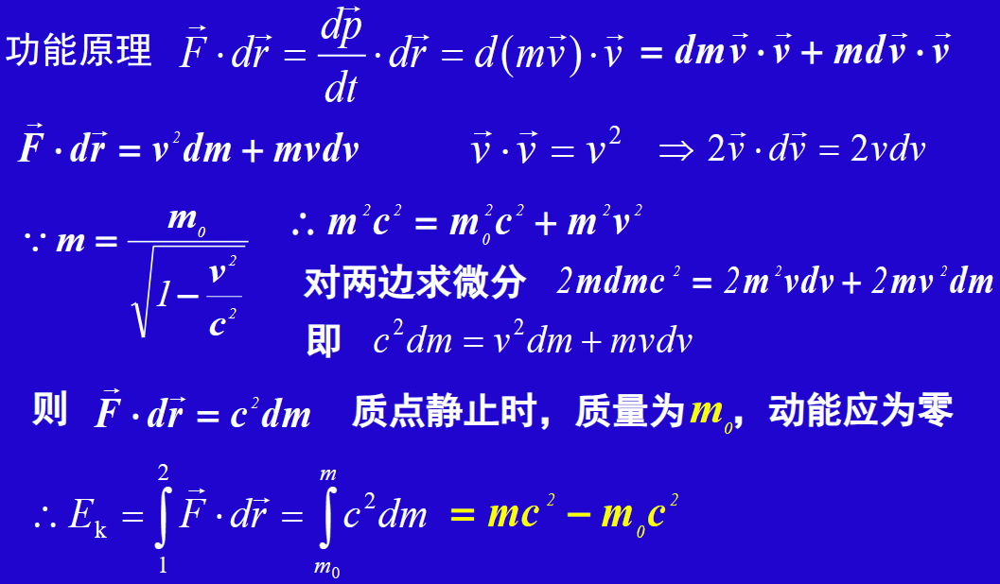 功能原理 $\vec{F} \cdot d\vec{r} = \frac{d\vec{p}}{dt} \cdot d\vec{r} = d(m\vec{v}) \cdot \vec{v} = dm\vec{v} \cdot \vec{v} + md\vec{v} \cdot \vec{v}$
$\vec{F} \cdot d\vec{r} = v^2dm + mvdv$ $\vec{v} \cdot \vec{v} = v^2$ $\Rightarrow 2\vec{v} \cdot d\vec{v} = 2vdv$
$\because m = \frac{m_0}{\sqrt{1-\frac{v^2}{c^2}}}$ $\therefore m^2c^2 = m_0^2c^2 + m^2v^2$
对两边求微分 $2mdmc^2 = 2m^2vdv + 2mv^2dm$
即 $c^2dm = v^2dm + mvdv$
则 $\vec{F} \cdot d\vec{r} = c^2dm$ 质点静止时，质量为$m_0$，动能应为零
$\therefore E_k = \int_1^2 \vec{F} \cdot d\vec{r} = \int_{m_0}^m c^2dm = mc^2 - m_0c^2$